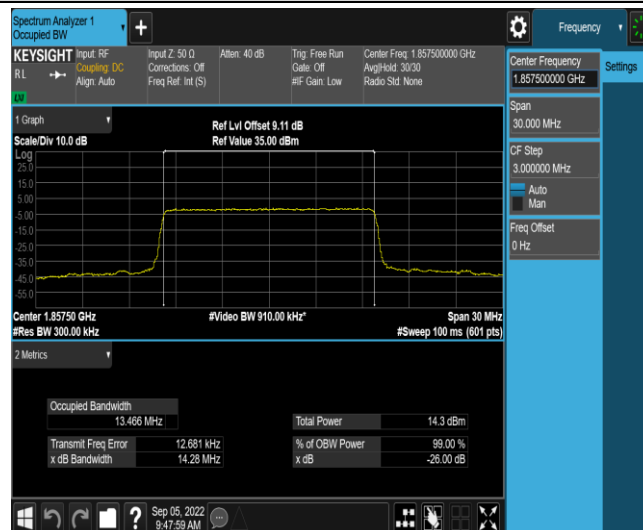 Spectrum Analyzer 1
Occupied BW
+
Frequency
KEYSIGHT
RL
Input: RF
Coupling: DC
Align: Auto
Input Z: 50 Ω
Corrections: Off
Freq Ref: Int (S)
Atten: 40 dB
Trig: Free Run
Gate: Off
#IF Gain: Low
Center Freq: 1.857500000 GHz
Avg|Hold: 30/30
Radio Std: None
Center Frequency
1.857500000 GHz
Settings
Span
30.000 MHz
CF Step
3.000000 MHz
Auto
Man
Freq Offset
0 Hz
1 Graph
Scale/Div 10.0 dB
Ref Lvl Offset 9.11 dB
Ref Value 35.00 dBm
Log
25.0
15.0
5.00
-5.00
-15.0
-25.0
-35.0
-45.0
-55.0
Center 1.85750 GHz
#Video BW 910.00 kHz*
Span 30 MHz
#Res BW 300.00 kHz
#Sweep 100 ms (601 pts)
2 Metrics
Occupied Bandwidth
13.466 MHz
Total Power 14.3 dBm
Transmit Freq Error 12.681 kHz
% of OBW Power 99.00 %
x dB Bandwidth 14.28 MHz
x dB -26.00 dB
?
Sep 05, 2022
9:47:59 AM